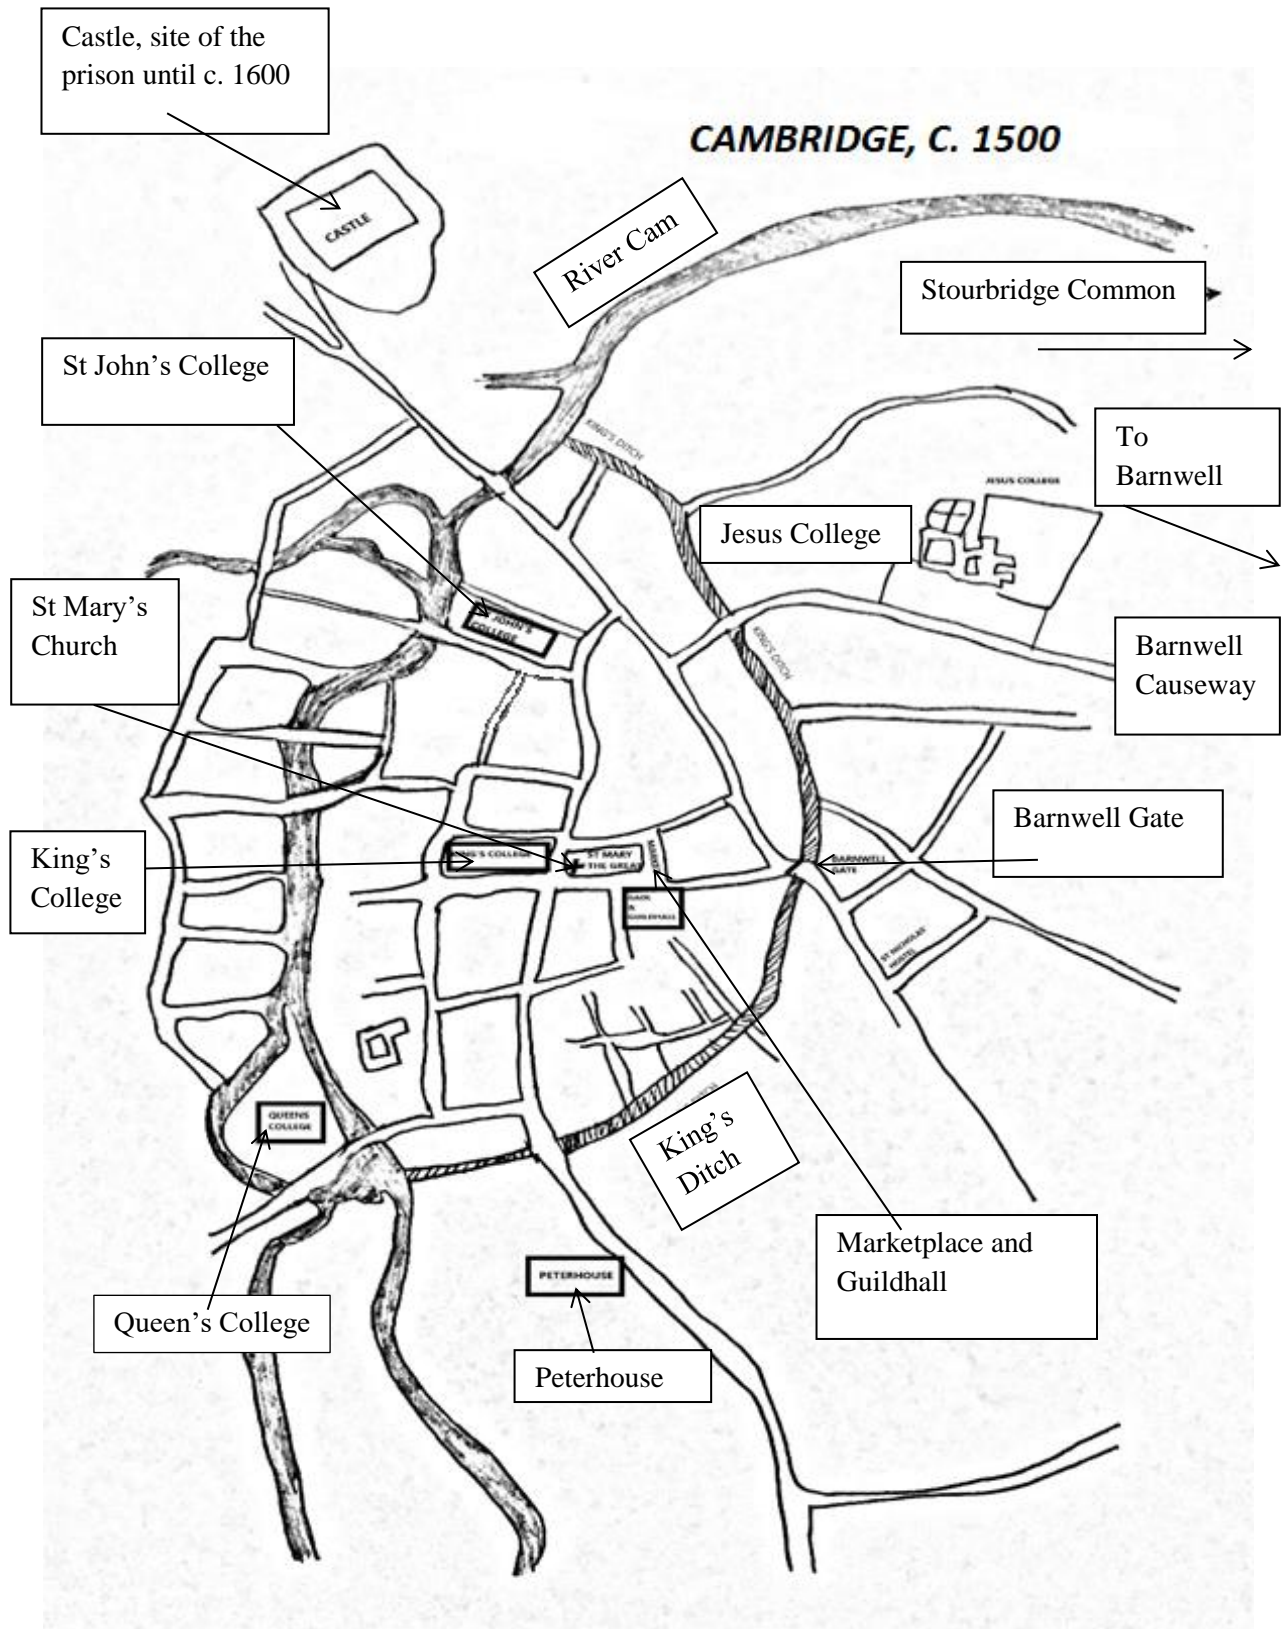 Castle, site of the
prison until c. 1600
CAMBRIDGE, C. 1500
CASTLE
River Cam
Stourbridge Common
St John's College
KING'S DITCH
To
Barnwell
JESUS COLLEGE
Jesus College
St Mary's
Church
JOHN'S
COLLEGE
KING'S DITCH
Barnwell
Causeway
Barnwell Gate
King's
College
KING'S COLLEGE
ST MARY
THE GREAT
BARNWELL
GATE
GUILDHALL
ST NICHOLAS'
HOSTEL
QUEENS
COLLEGE
King's
Ditch
Marketplace and
Guildhall
PETERHOUSE
Queen's College
Peterhouse